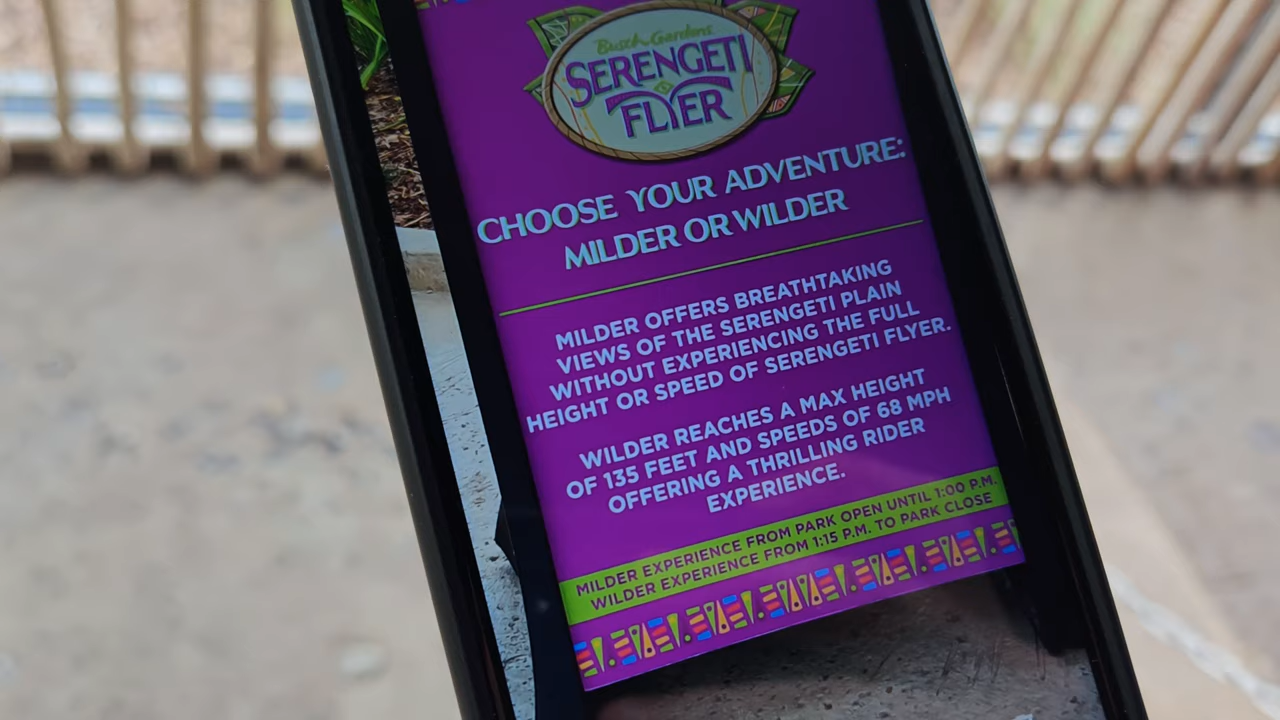 Busch Gardens
SERENGETI
FLYER
CHOOSE YOUR ADVENTURE:
MILDER OR WILDER
MILDER OFFERS BREATHTAKING
VIEWS OF THE SERENGETI PLAIN
WITHOUT EXPERIENCING THE FULL
HEIGHT OR SPEED OF SERENGETI FLYER.
WILDER REACHES A MAX HEIGHT
OF 135 FEET AND SPEEDS OF 68 MPH
OFFERING A THRILLING RIDER
EXPERIENCE.
MILDER EXPERIENCE FROM PARK OPEN UNTIL 1:00 P.M.
WILDER EXPERIENCE FROM 1:15 P.M. TO PARK CLOSE